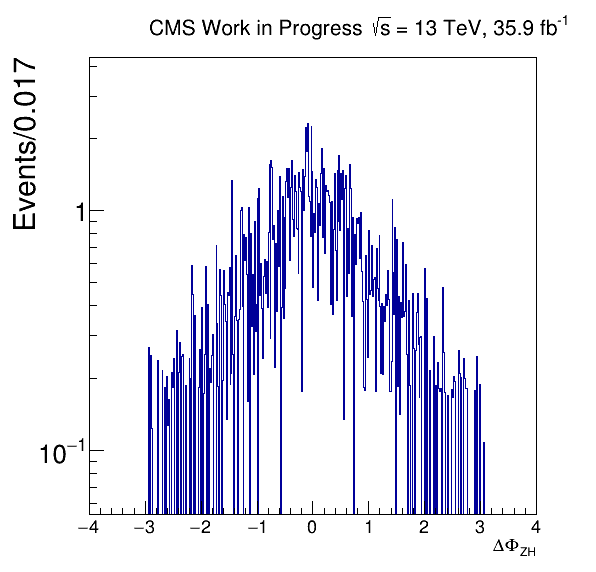 CMS Work in Progress √s = 13 TeV, 35.9 fb⁻¹
Events/0.017
1
10⁻¹
−4 −3 −2 −1 0 1 2 3 4
ΔΦ_ZH